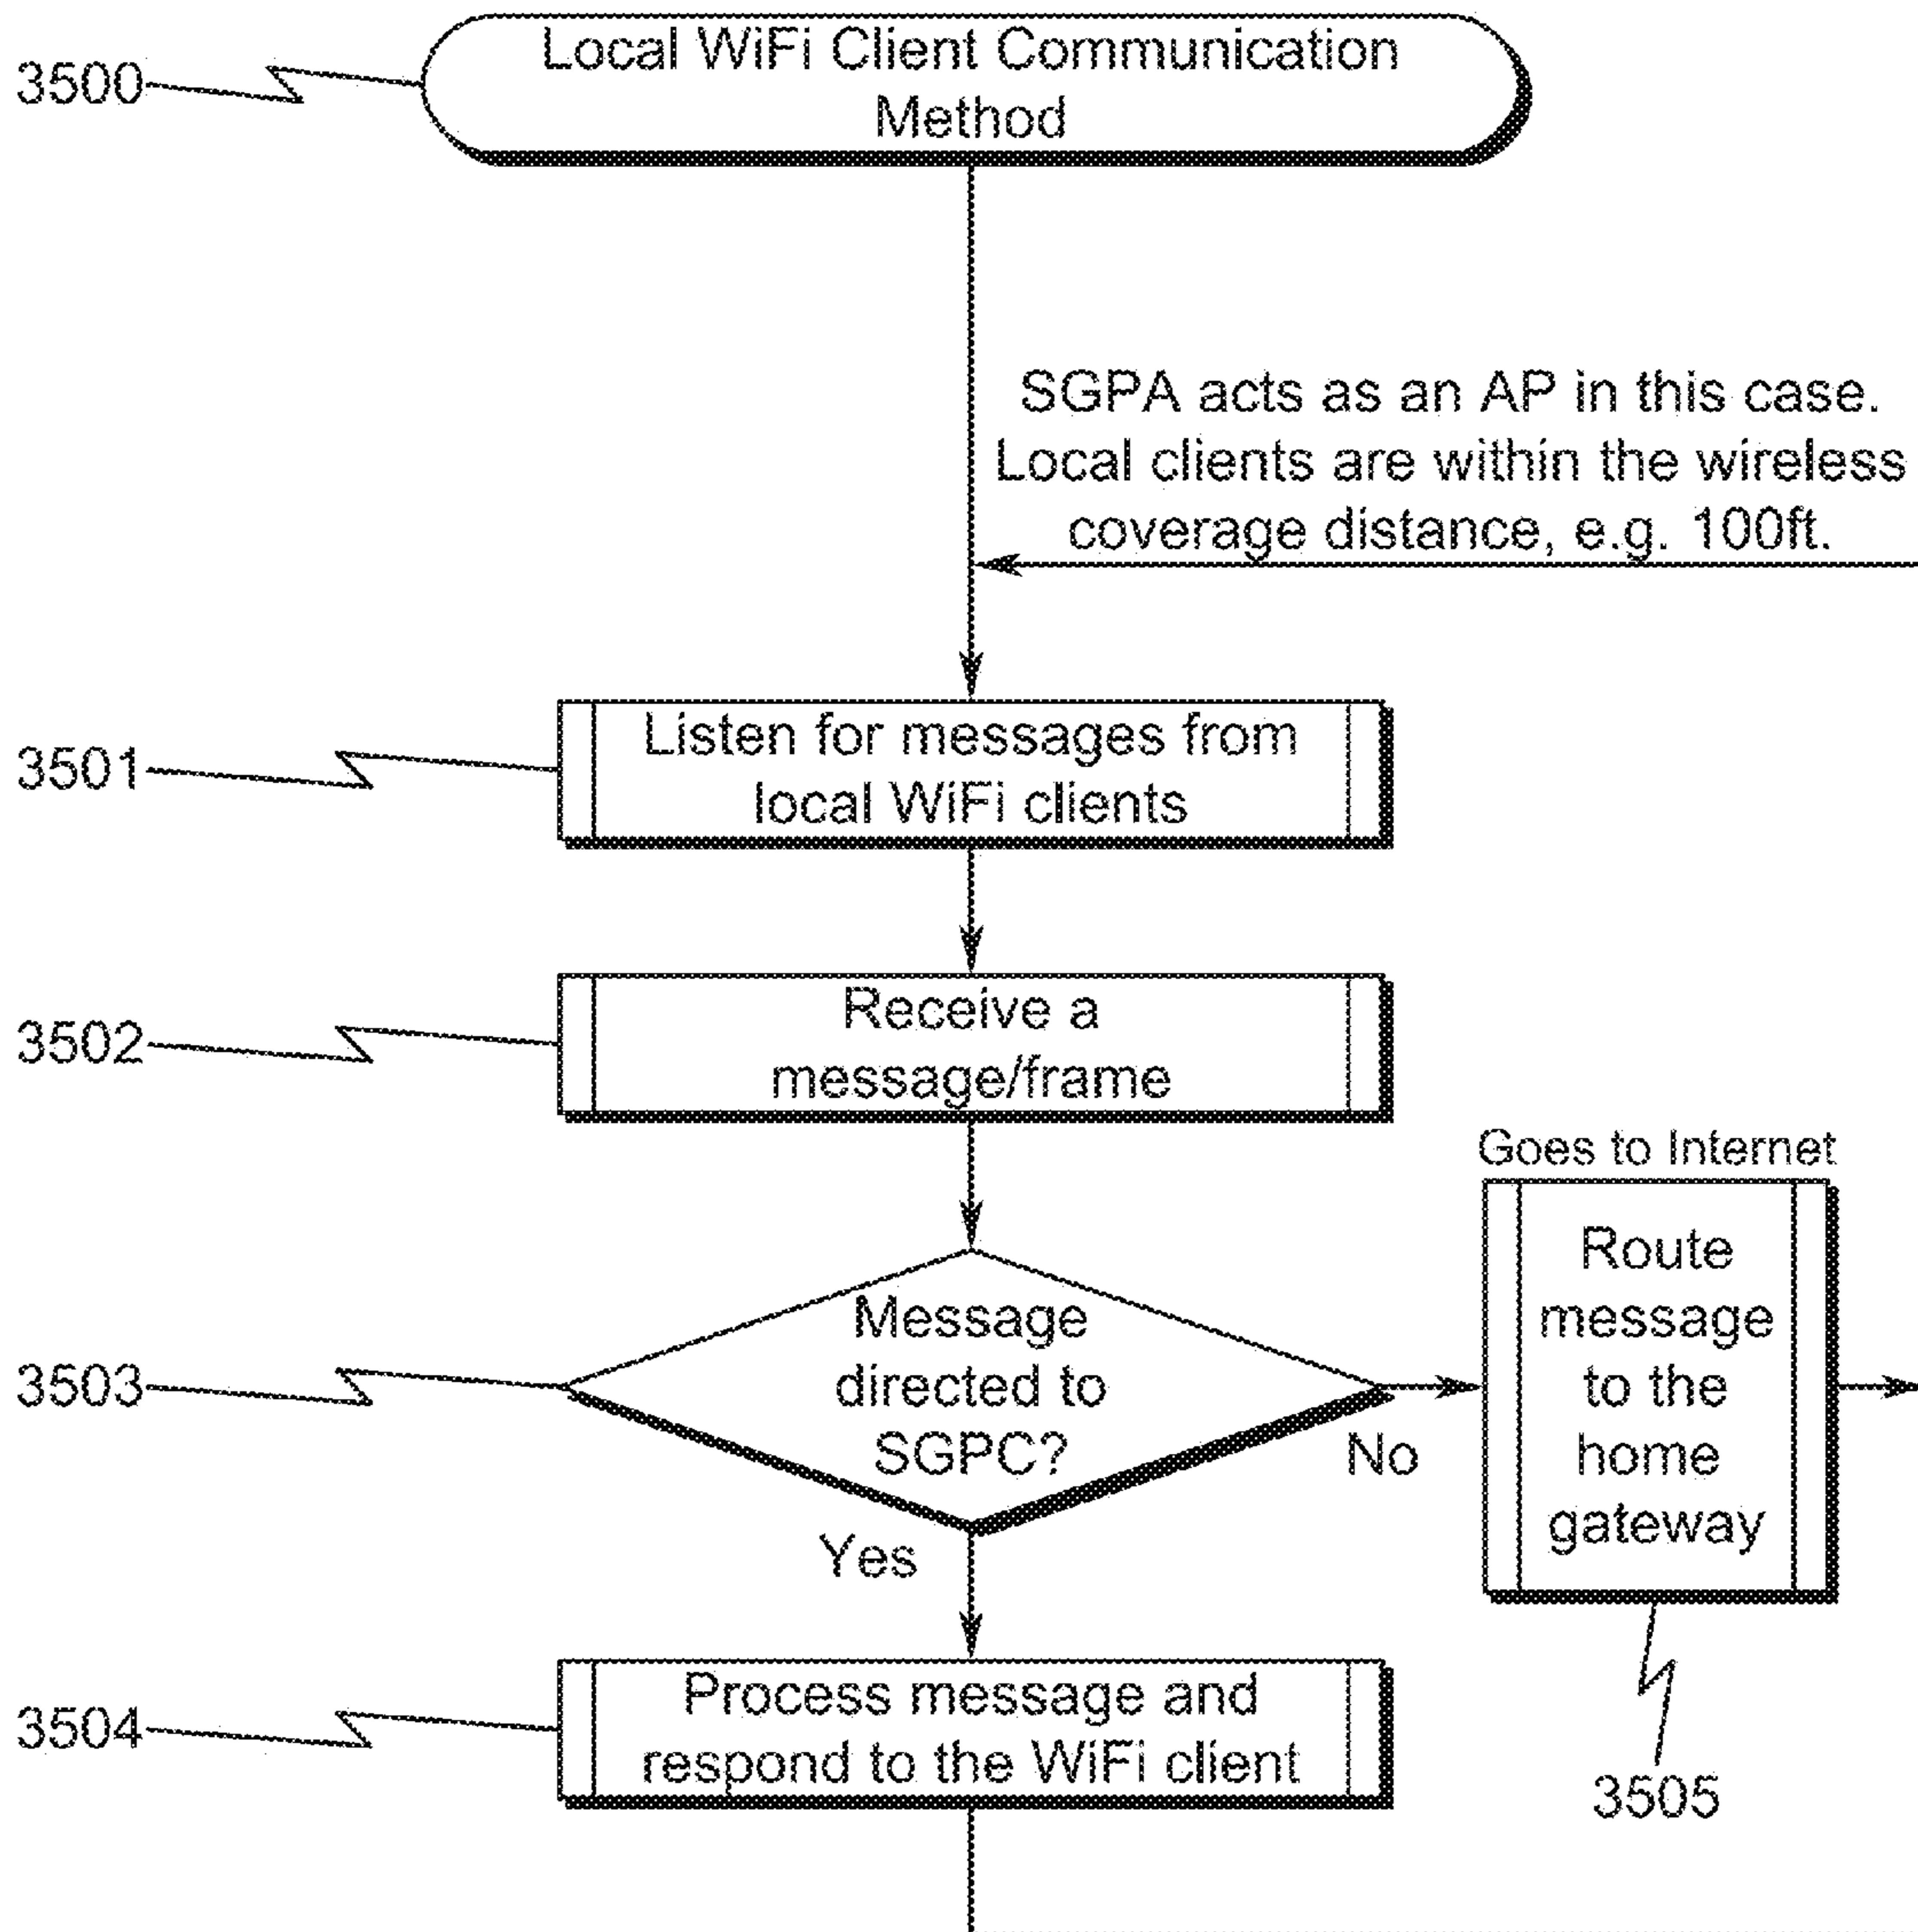 3500
Local WiFi Client Communication
Method
SGPA acts as an AP in this case.
Local clients are within the wireless
coverage distance, e.g. 100ft.
3501
Listen for messages from
local WiFi clients
3502
Receive a
message/frame
3503
Message
directed to
SGPC?
No
Yes
Goes to Internet
Route
message
to the
home
gateway
3505
3504
Process message and
respond to the WiFi client